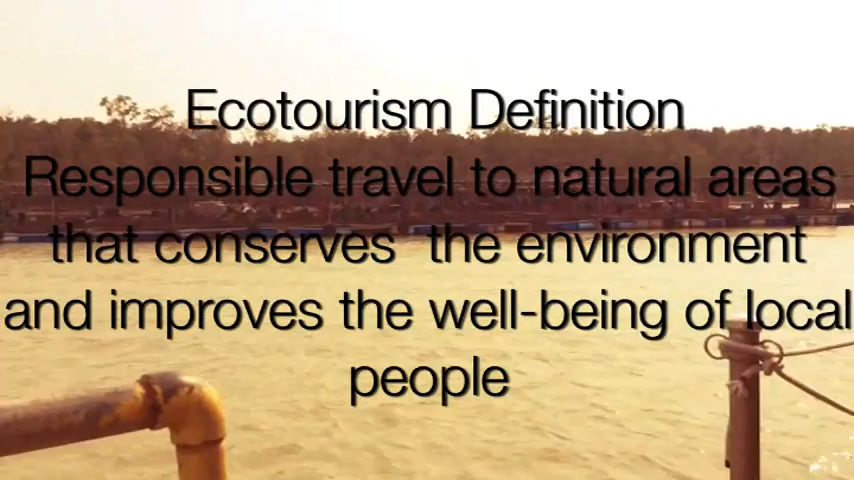 Ecotourism Definition
Responsible travel to natural areas
that conserves the environment
and improves the well-being of local
people